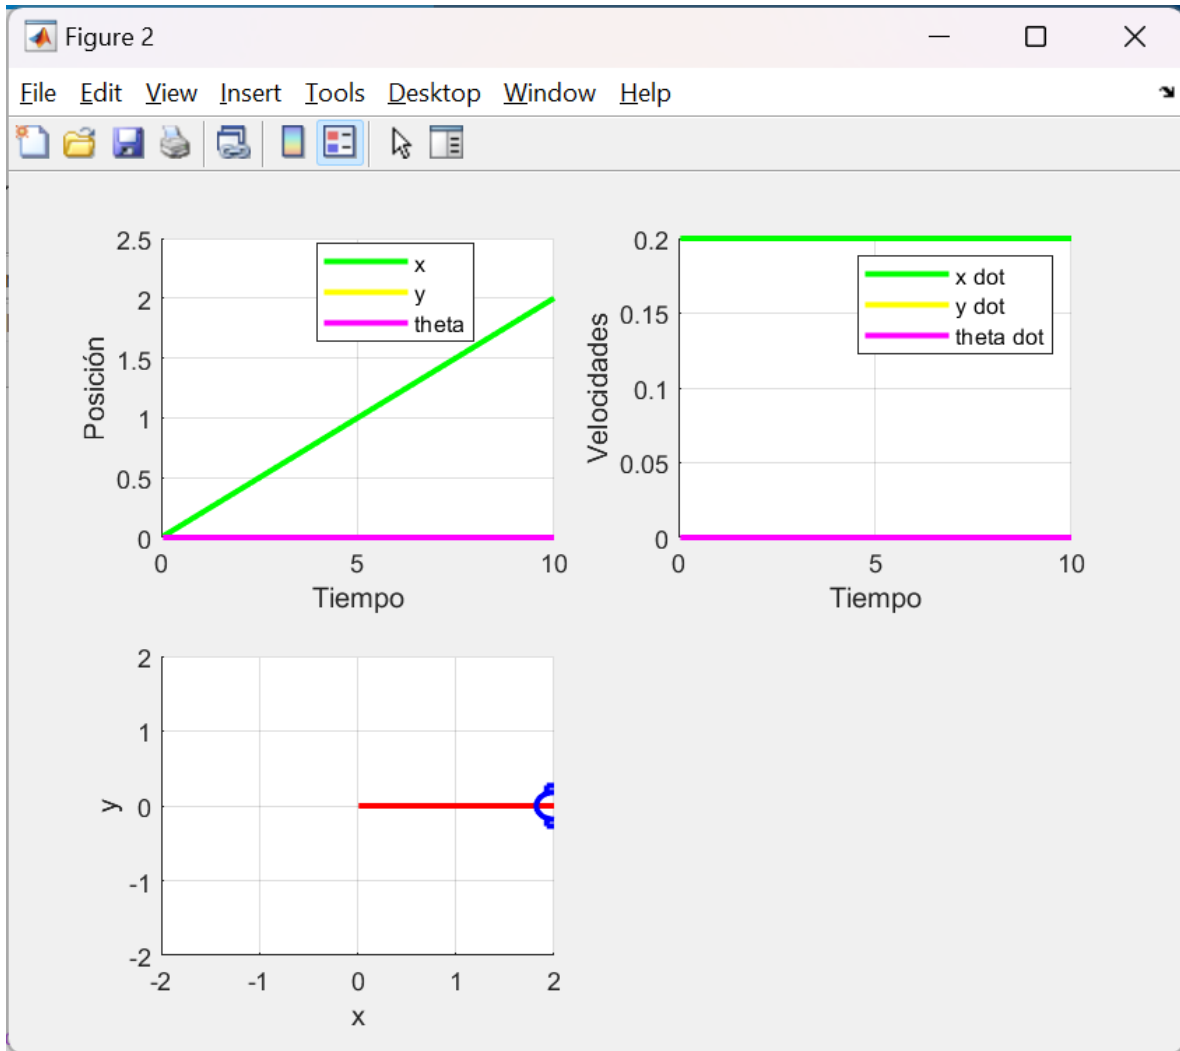 Figure 2
File Edit View Insert Tools Desktop Window Help
2.5
2
1.5
1
0.5
0
0 5 10
Posición
Tiempo
x
y
theta
0.2
0.15
0.1
0.05
0
0 5 10
Velocidades
Tiempo
x dot
y dot
theta dot
2
1
0
-1
-2
-2 -1 0 1 2
y
x